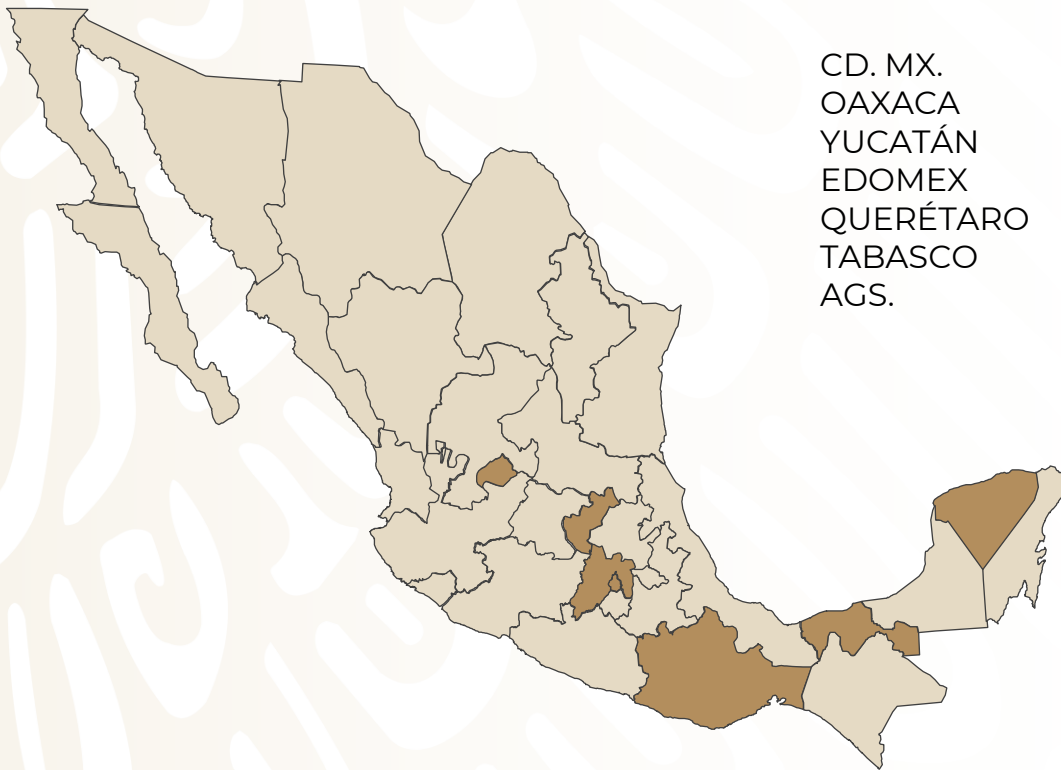 CD. MX.
OAXACA
YUCATÁN
EDOMEX
QUERÉTARO
TABASCO
AGS.